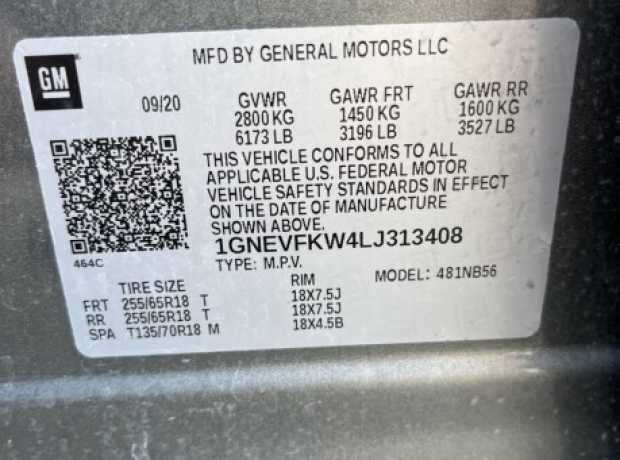 GM
MFD BY GENERAL MOTORS LLC
09/20 GVWR GAWR FRT GAWR RR
2800 KG 1450 KG 1600 KG
6173 LB 3196 LB 3527 LB
THIS VEHICLE CONFORMS TO ALL
APPLICABLE U.S. FEDERAL MOTOR
VEHICLE SAFETY STANDARDS IN EFFECT
ON THE DATE OF MANUFACTURE
SHOWN ABOVE.
464C
1GNEVFKW4LJ313408
TYPE: M.P.V. MODEL: 481NB56
TIRE SIZE RIM
FRT 255/65R18 T 18X7.5J
RR 255/65R18 T 18X7.5J
SPA T135/70R18 M 18X4.5B